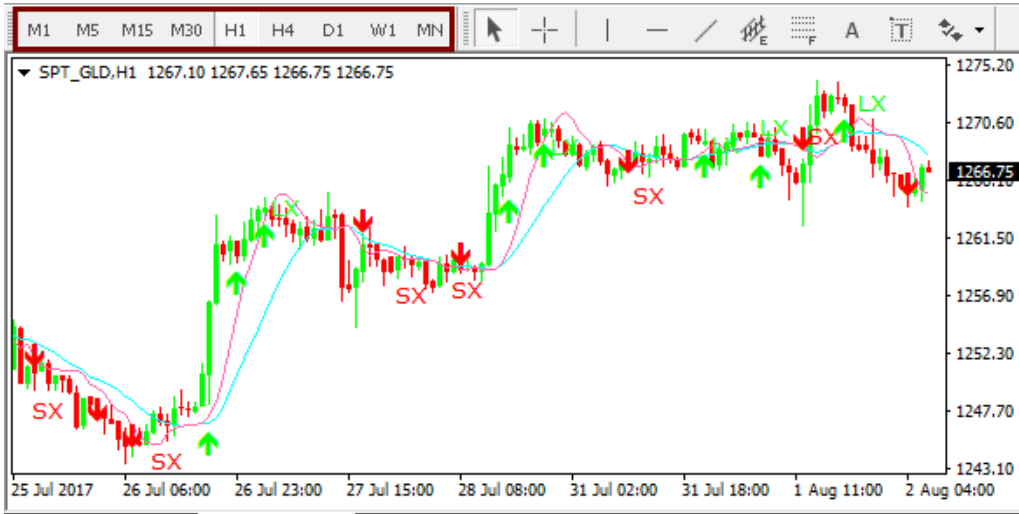 M1 M5 M15 M30 H1 H4 D1 W1 MN E F A T
SPT_GLD,H1 1267.10 1267.65 1266.75 1266.75
1275.20
1270.60
1266.75
1261.50
1256.90
1252.30
1247.70
1243.10
LX
LX
LX
SX
SX
SX
SX
SX
SX
25 Jul 2017 26 Jul 06:00 26 Jul 23:00 27 Jul 15:00 28 Jul 08:00 31 Jul 02:00 31 Jul 18:00 1 Aug 11:00 2 Aug 04:00